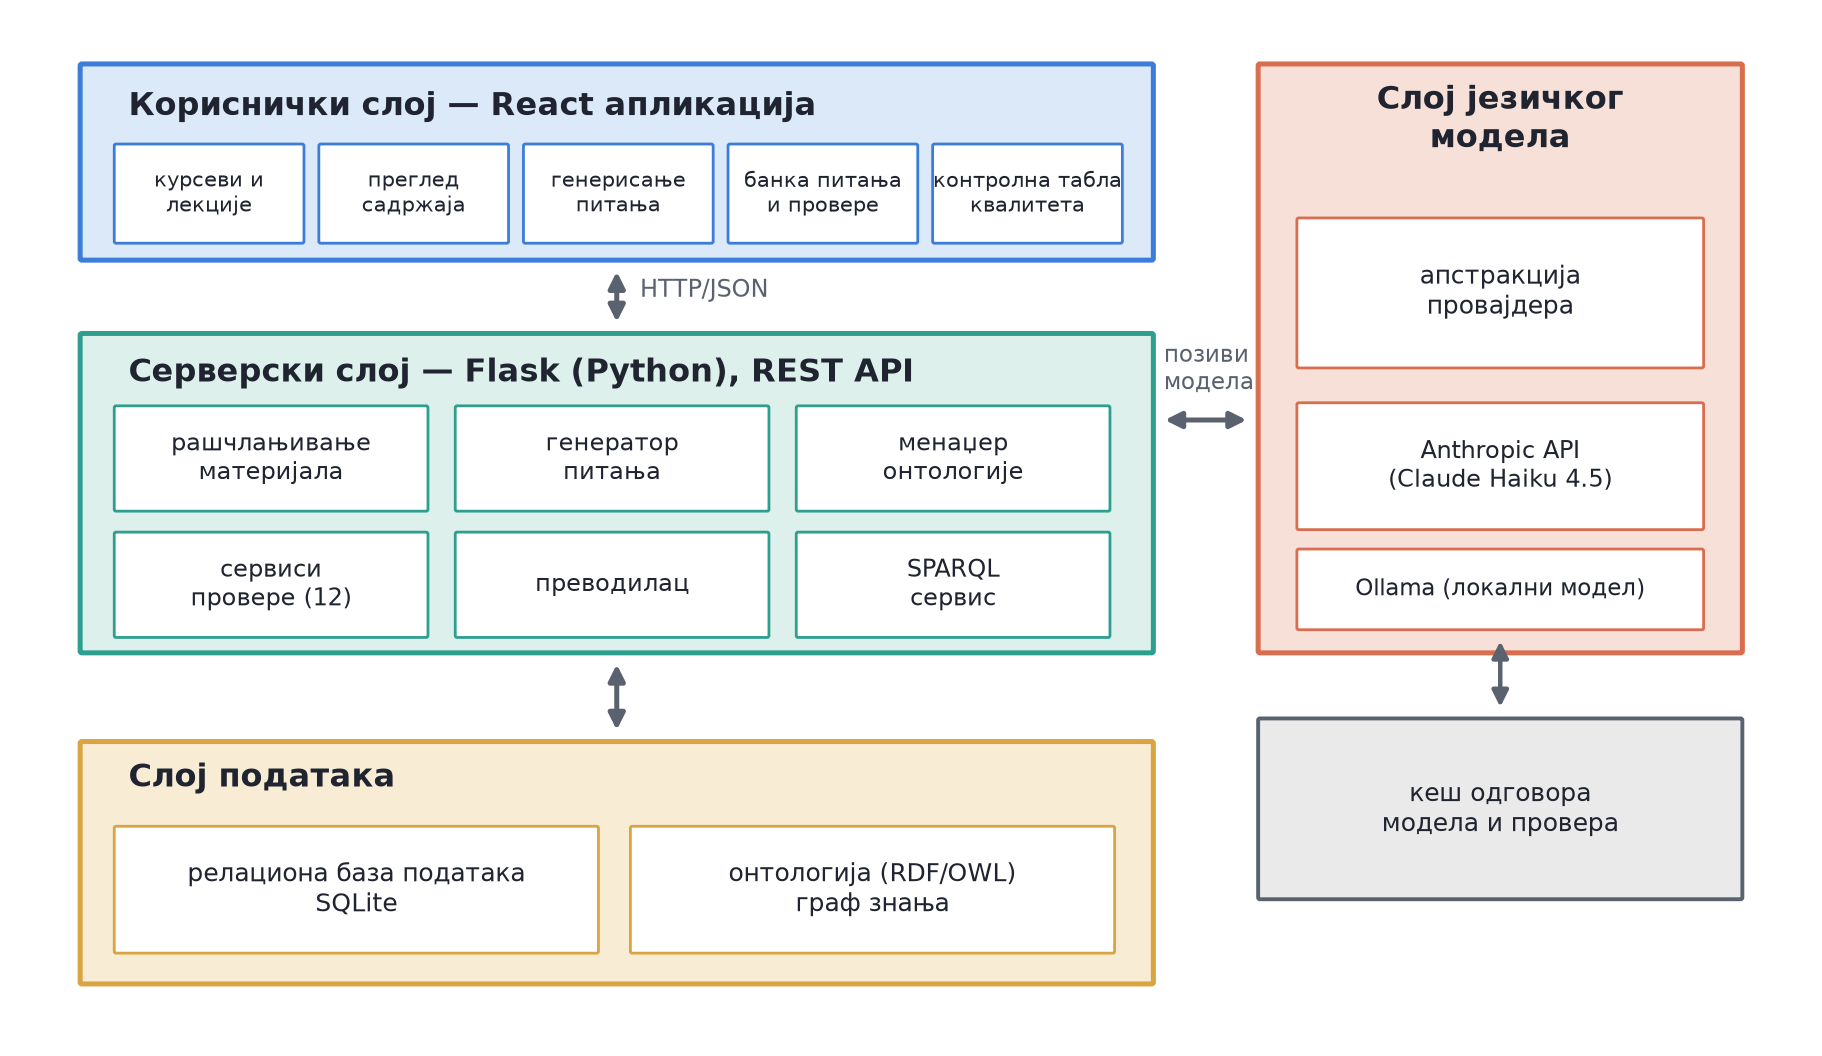 Кориснички слој — React апликација
курсеви и
лекције
преглед
садржаја
генерисање
питања
банка питања
и провере
контролна табла
квалитета
HTTP/JSON
Серверски слој — Flask (Python), REST API
рашчлањивање
материјала
генератор
питања
менаџер
онтологије
сервиси
провере (12)
преводилац
SPARQL
сервис
позиви
модела
Слој језичког
модела
апстракција
провајдера
Anthropic API
(Claude Haiku 4.5)
Ollama (локални модел)
Слој података
релациона база података
SQLite
онтологија (RDF/OWL)
граф знања
кеш одговора
модела и провера